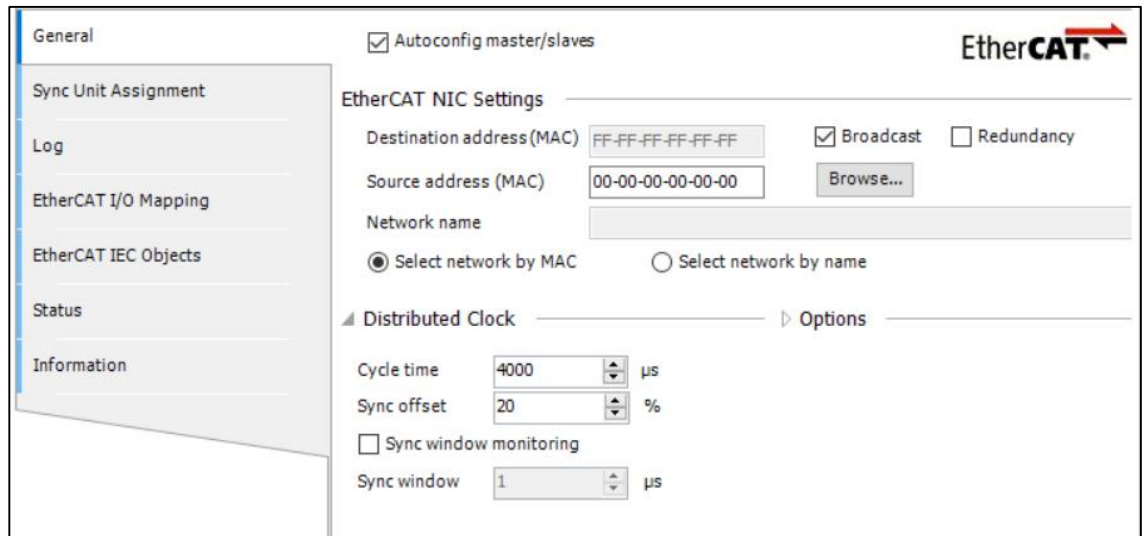 General
Sync Unit Assignment
Log
EtherCAT I/O Mapping
EtherCAT IEC Objects
Status
Information
Autoconfig master/slaves
EtherCAT.
EtherCAT NIC Settings
Destination address (MAC) FF-FF-FF-FF-FF-FF Broadcast Redundancy
Source address (MAC) 00-00-00-00-00-00 Browse...
Network name
Select network by MAC Select network by name
Distributed Clock Options
Cycle time 4000 µs
Sync offset 20 %
Sync window monitoring
Sync window 1 µs